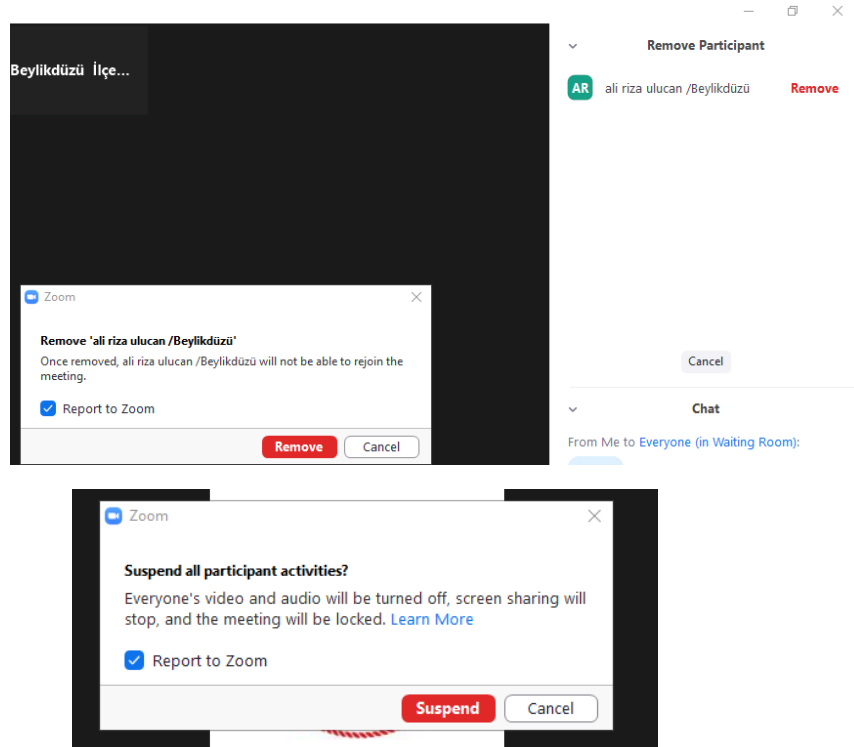 Remove Participant
Beylikdüzü İlçe...
AR ali riza ulucan /Beylikdüzü Remove
Zoom
Remove 'ali riza ulucan /Beylikdüzü'
Once removed, ali riza ulucan /Beylikdüzü will not be able to rejoin the
meeting.
Report to Zoom
Remove Cancel
Cancel
Chat
From Me to Everyone (in Waiting Room):
Zoom
Suspend all participant activities?
Everyone's video and audio will be turned off, screen sharing will
stop, and the meeting will be locked. Learn More
Report to Zoom
Suspend Cancel